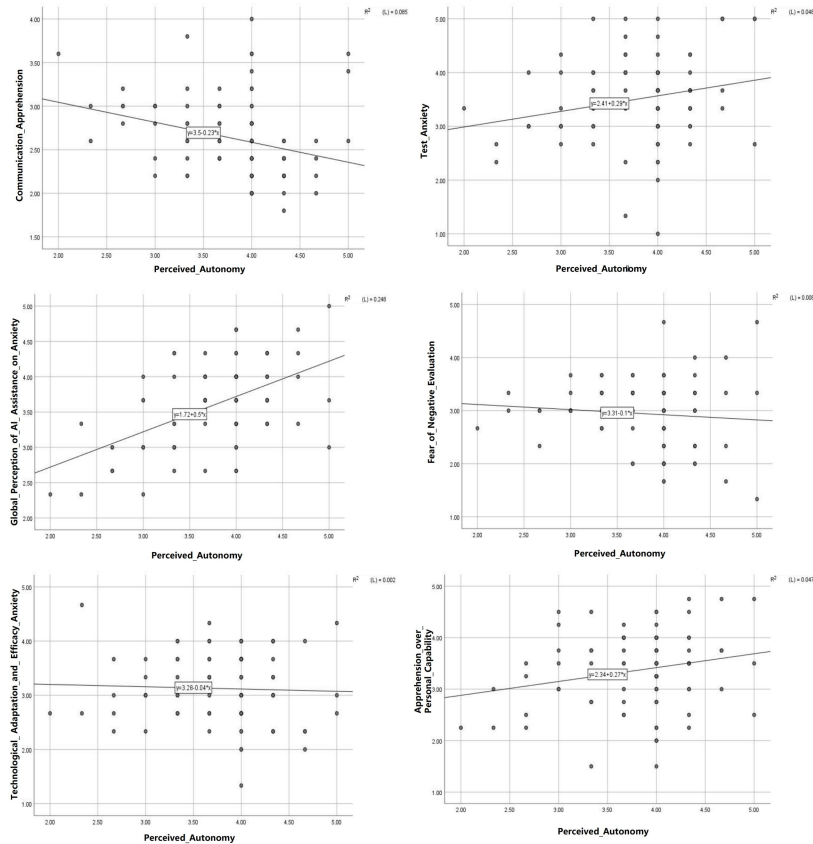 R² (L) = 0.085
4.00
3.50
3.00
2.50
2.00
1.50
Communication_Apprehension
y=3.5-0.23*x
2.00 2.50 3.00 3.50 4.00 4.50 5.00
Perceived_Autonomy
R² (L) = 0.048
5.00
4.00
3.00
2.00
1.00
Test_Anxiety
y=2.41+0.29*x
2.00 2.50 3.00 3.50 4.00 4.50 5.00
Perceived_Autonomy
R² (L) = 0.248
5.00
4.50
4.00
3.50
3.00
2.50
2.00
Global_Perception_of_AI_Assistance_on_Anxiety
y=1.72+0.5*x
2.00 2.50 3.00 3.50 4.00 4.50 5.00
Perceived_Autonomy
R² (L) = 0.009
5.00
4.00
3.00
2.00
1.00
Fear_of_Negative_Evaluation
y=3.31-0.1*x
2.00 2.50 3.00 3.50 4.00 4.50 5.00
Perceived_Autonomy
R² (L) = 0.002
5.00
4.00
3.00
2.00
1.00
Technological_Adaptation_and_Efficacy_Anxiety
y=3.28-0.04*x
2.00 2.50 3.00 3.50 4.00 4.50 5.00
Perceived_Autonomy
R² (L) = 0.047
5.00
4.00
3.00
2.00
1.00
Apprehension_over_
Personal_Capability
y=2.34+0.27*x
2.00 2.50 3.00 3.50 4.00 4.50 5.00
Perceived_Autonomy